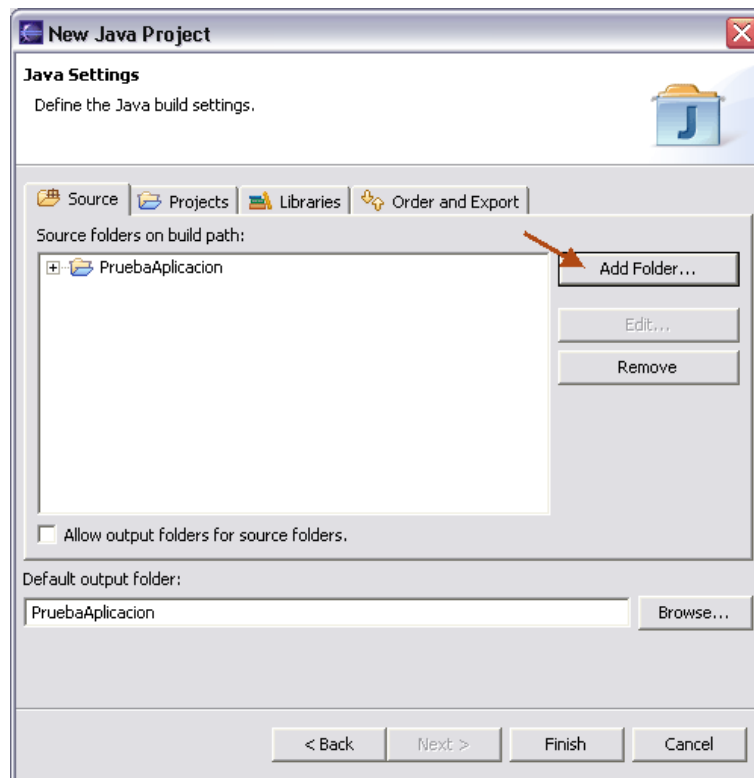 New Java Project
Java Settings
Define the Java build settings.
Source Projects Libraries Order and Export
Source folders on build path:
PruebaAplicacion
Add Folder...
Edit...
Remove
Allow output folders for source folders.
Default output folder:
PruebaAplicacion Browse...
< Back Next > Finish Cancel